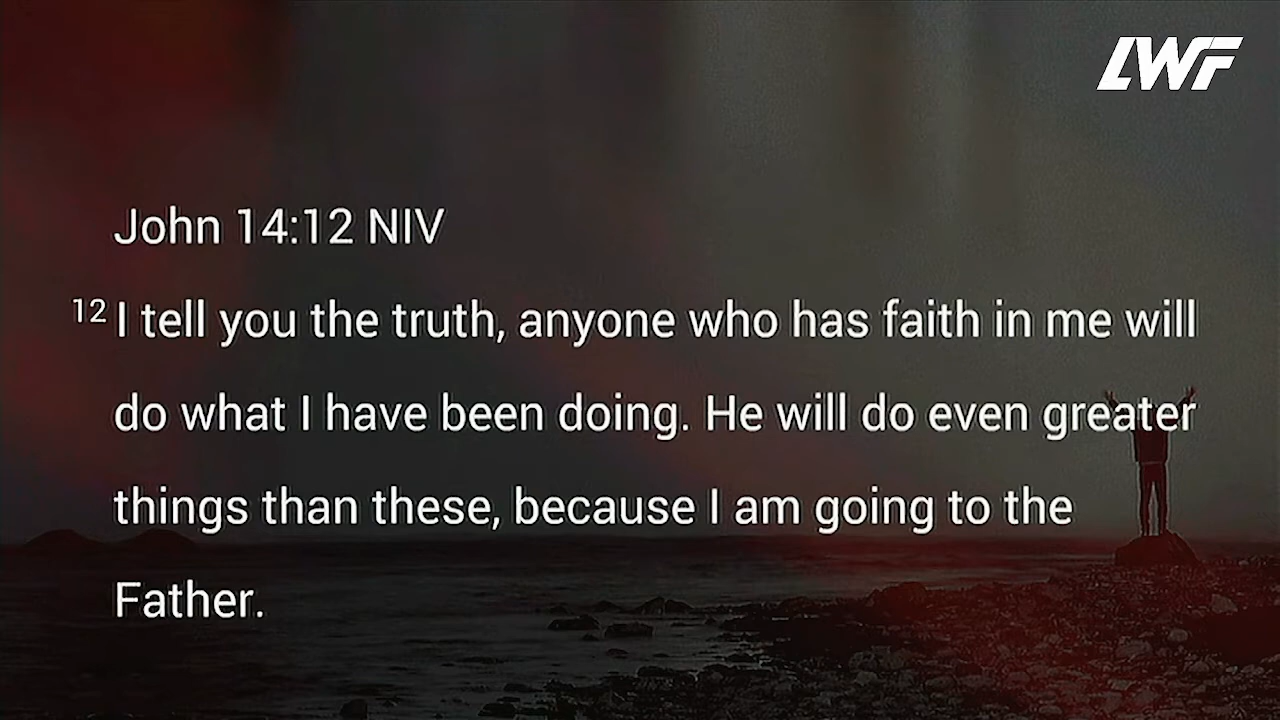 LWF
John 14:12 NIV
12 I tell you the truth, anyone who has faith in me will
do what I have been doing. He will do even greater
things than these, because I am going to the
Father.